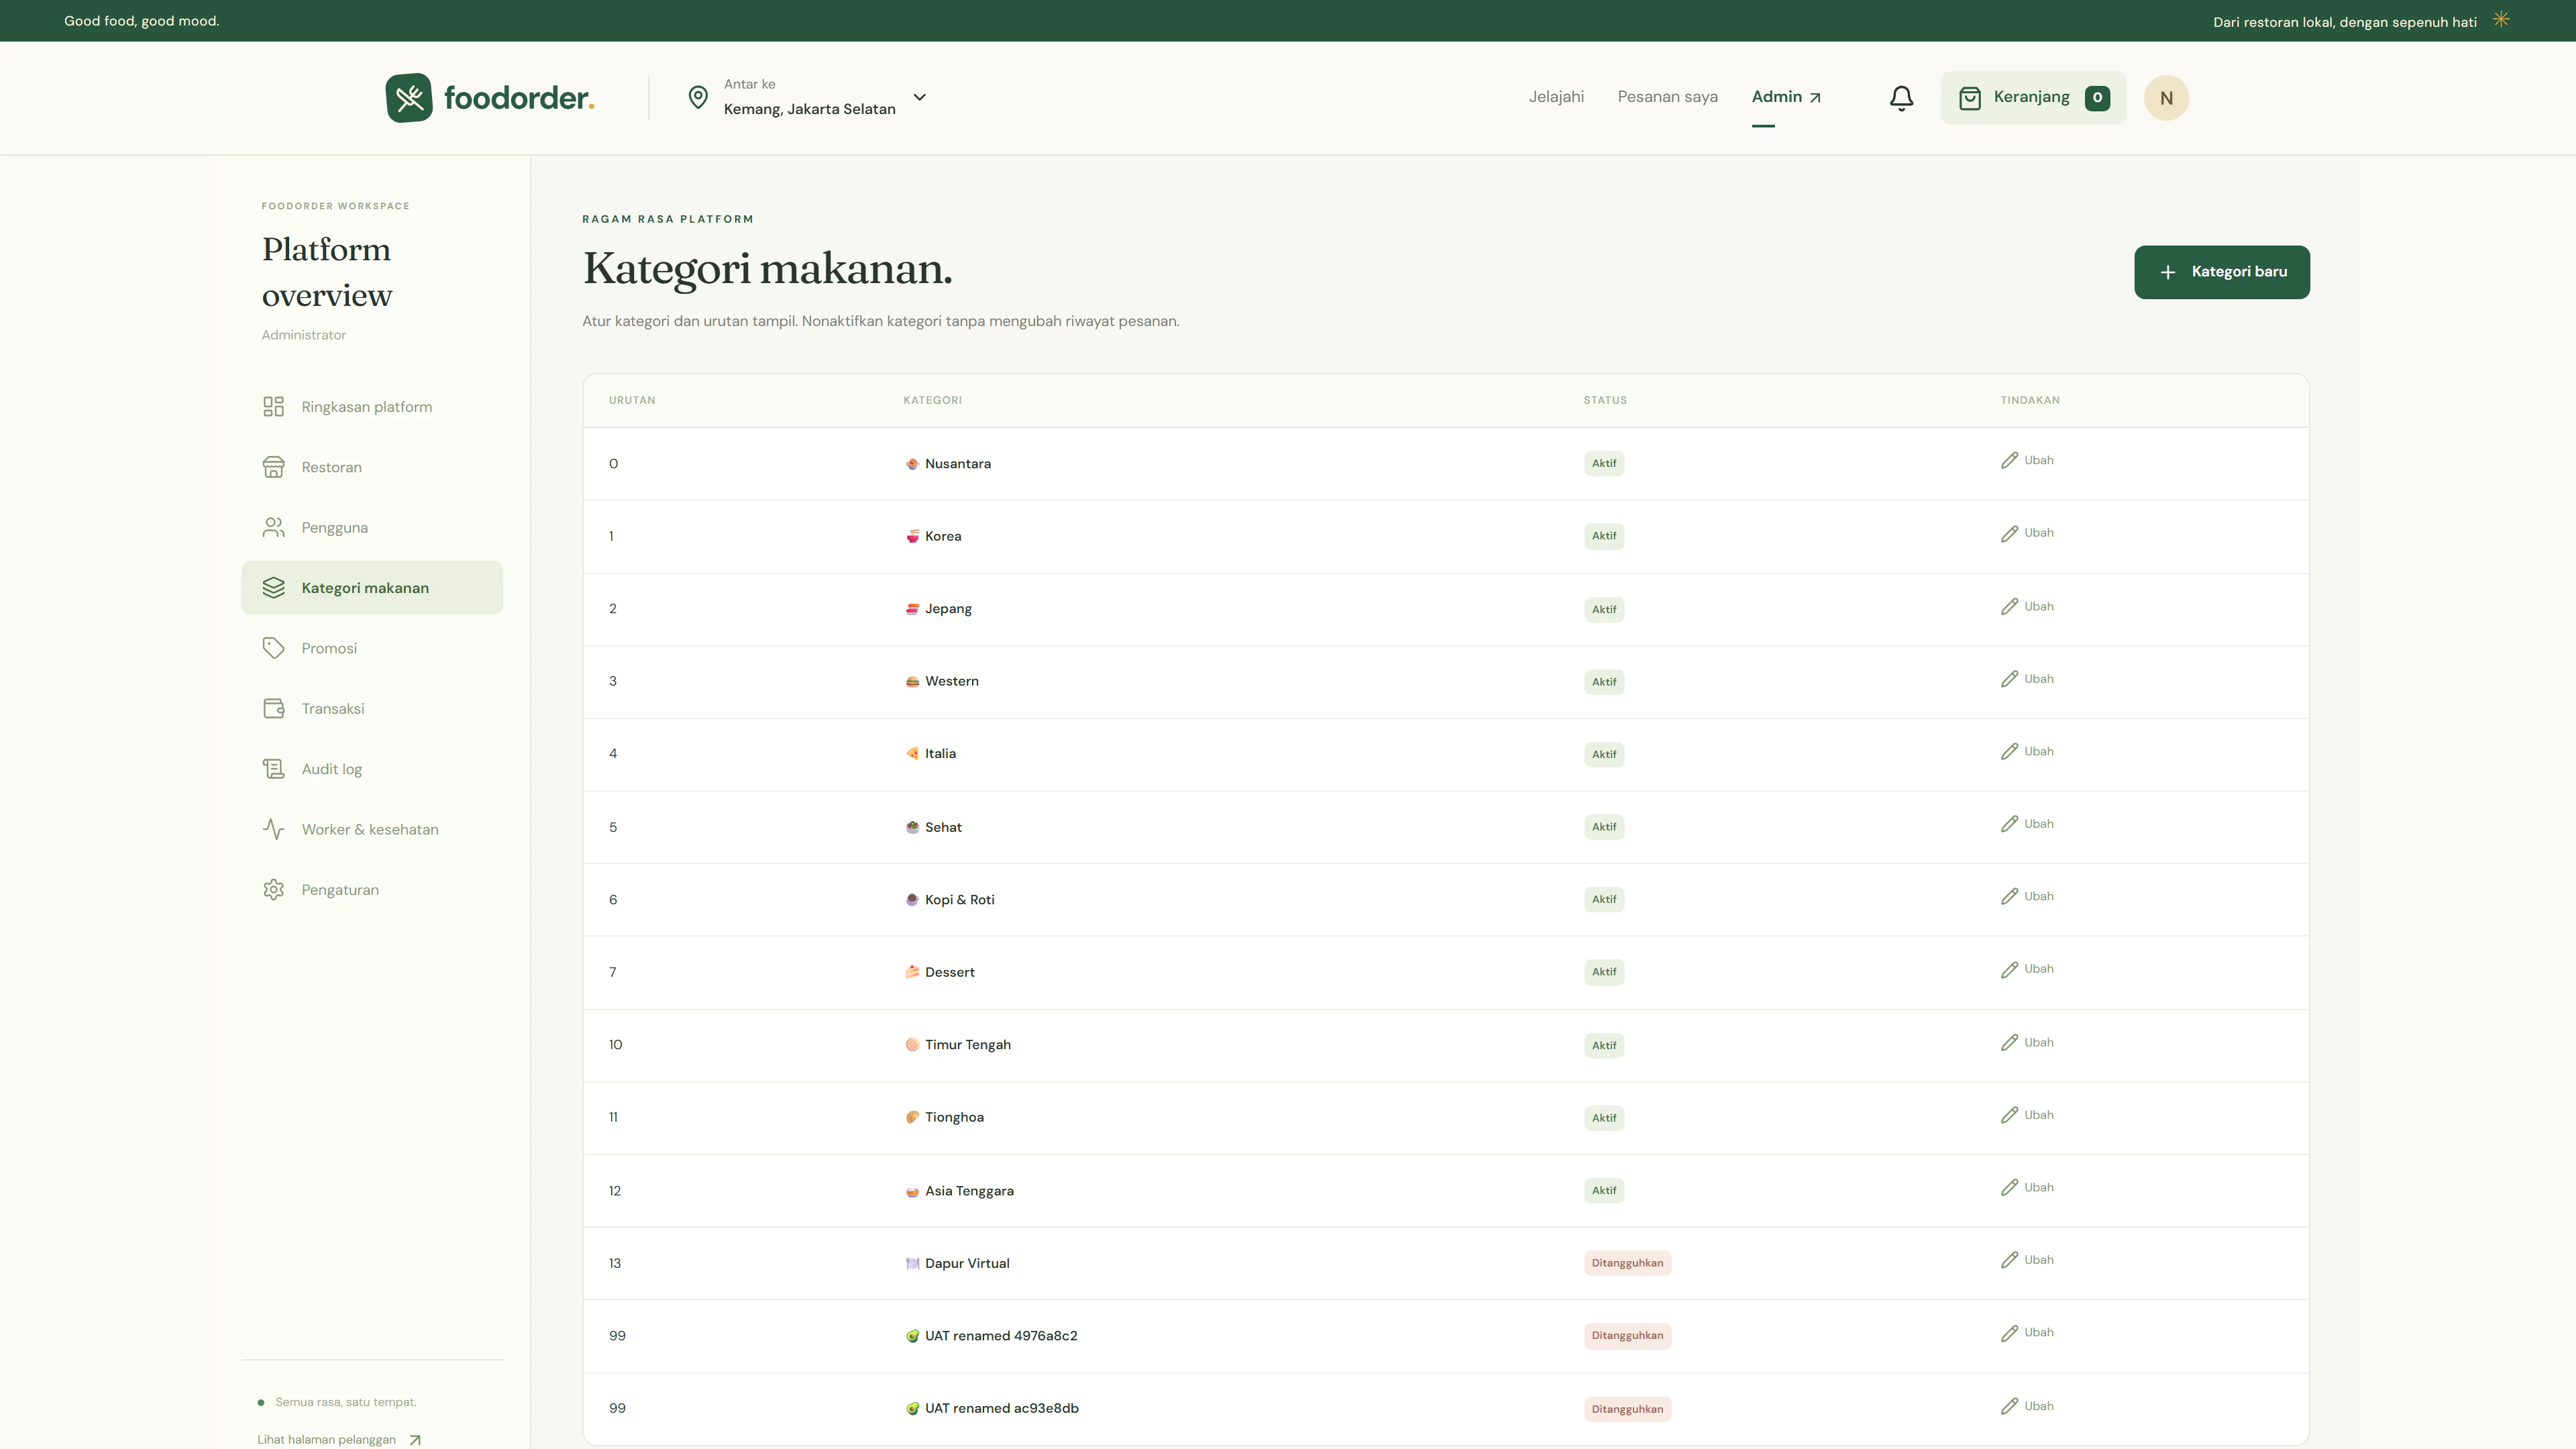 Good food, good mood.
Dari restoran lokal, dengan sepenuh hati
foodorder.
Antar ke
Kemang, Jakarta Selatan
Jelajahi
Pesanan saya
Admin
Keranjang 0
N
FOODORDER WORKSPACE
Platform
overview
Administrator
Ringkasan platform
Restoran
Pengguna
Kategori makanan
Promosi
Transaksi
Audit log
Worker & kesehatan
Pengaturan
Semua rasa, satu tempat.
Lihat halaman pelanggan
RAGAM RASA PLATFORM
Kategori makanan.
Atur kategori dan urutan tampil. Nonaktifkan kategori tanpa mengubah riwayat pesanan.
Kategori baru
URUTAN KATEGORI STATUS TINDAKAN
0 Nusantara Aktif Ubah
1 Korea Aktif Ubah
2 Jepang Aktif Ubah
3 Western Aktif Ubah
4 Italia Aktif Ubah
5 Sehat Aktif Ubah
6 Kopi & Roti Aktif Ubah
7 Dessert Aktif Ubah
10 Timur Tengah Aktif Ubah
11 Tionghoa Aktif Ubah
12 Asia Tenggara Aktif Ubah
13 Dapur Virtual Ditangguhkan Ubah
99 UAT renamed 4976a8c2 Ditangguhkan Ubah
99 UAT renamed ac93e8db Ditangguhkan Ubah